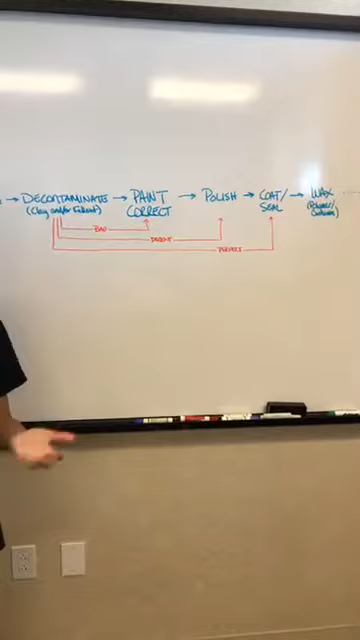 → DECONTAMINATE → PAINT CORRECT → POLISH → COAT/ SEAL → WAX
(Clay and/or Fallout)
BAD
DECENT
PERFECT